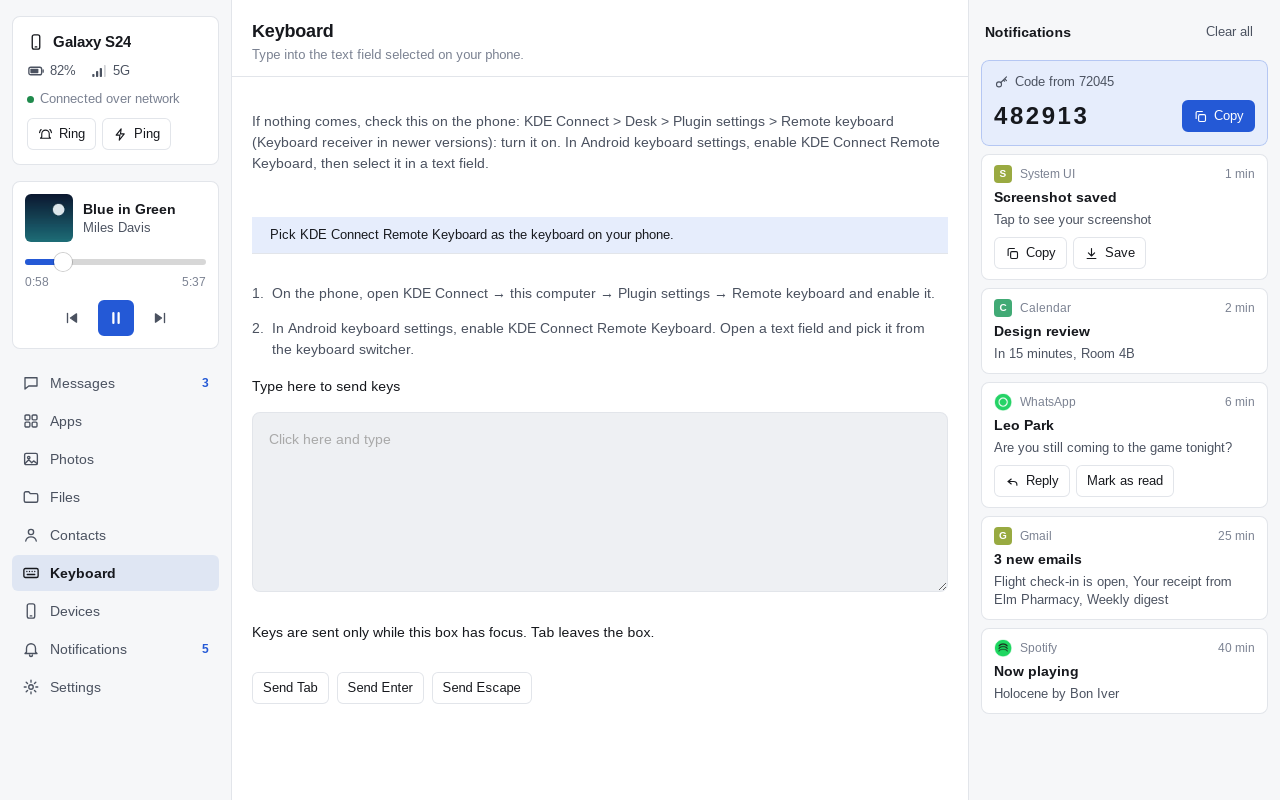 Galaxy S24
82% 5G
Connected over network
Ring Ping
Blue in Green
Miles Davis
0:58 5:37
Messages 3
Apps
Photos
Files
Contacts
Keyboard
Devices
Notifications 5
Settings
Keyboard
Type into the text field selected on your phone.
If nothing comes, check this on the phone: KDE Connect > Desk > Plugin settings > Remote keyboard
(Keyboard receiver in newer versions): turn it on. In Android keyboard settings, enable KDE Connect Remote
Keyboard, then select it in a text field.
Pick KDE Connect Remote Keyboard as the keyboard on your phone.
1. On the phone, open KDE Connect → this computer → Plugin settings → Remote keyboard and enable it.
2. In Android keyboard settings, enable KDE Connect Remote Keyboard. Open a text field and pick it from
the keyboard switcher.
Type here to send keys
Click here and type
Keys are sent only while this box has focus. Tab leaves the box.
Send Tab Send Enter Send Escape
Notifications Clear all
Code from 72045
482913 Copy
S System UI 1 min
Screenshot saved
Tap to see your screenshot
Copy Save
C Calendar 2 min
Design review
In 15 minutes, Room 4B
WhatsApp 6 min
Leo Park
Are you still coming to the game tonight?
Reply Mark as read
G Gmail 25 min
3 new emails
Flight check-in is open, Your receipt from
Elm Pharmacy, Weekly digest
Spotify 40 min
Now playing
Holocene by Bon Iver